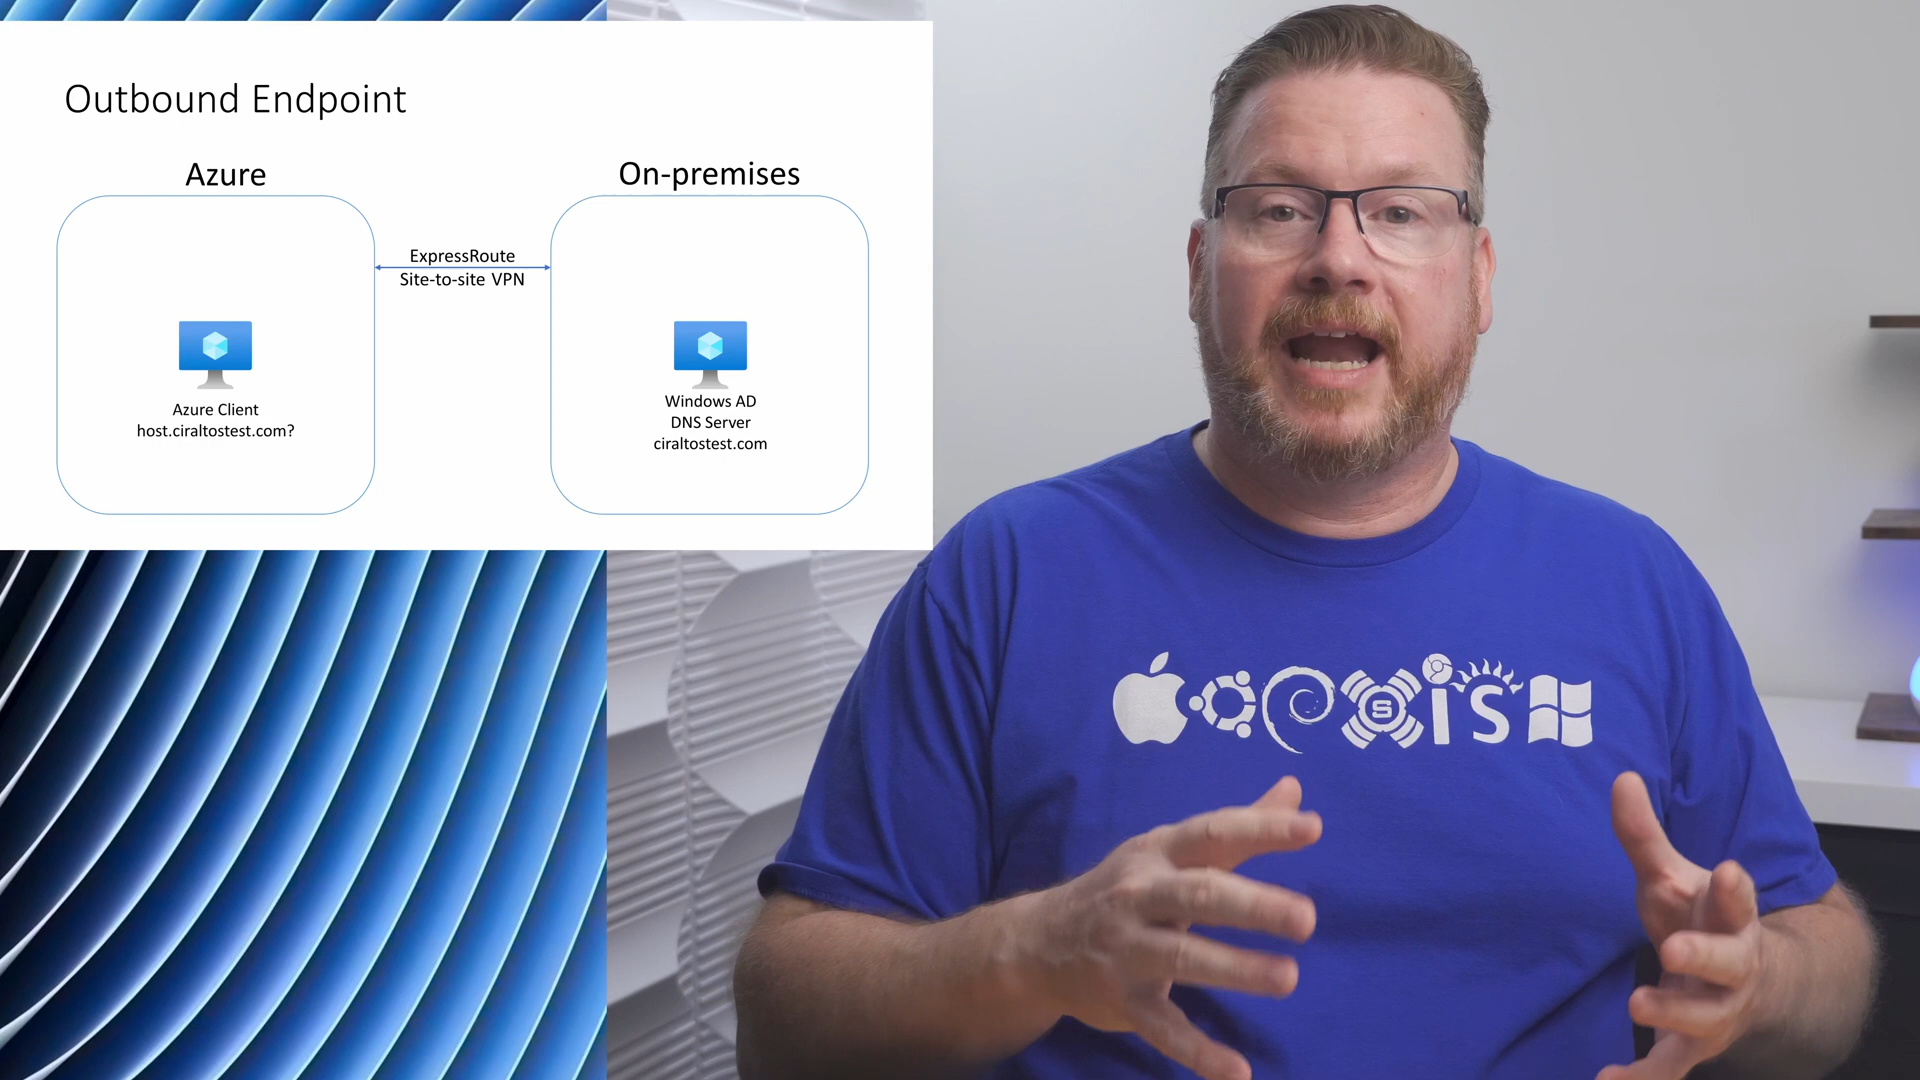 Outbound Endpoint
Azure
On-premises
ExpressRoute
Site-to-site VPN
Azure Client
host.ciraltostest.com?
Windows AD
DNS Server
ciraltostest.com